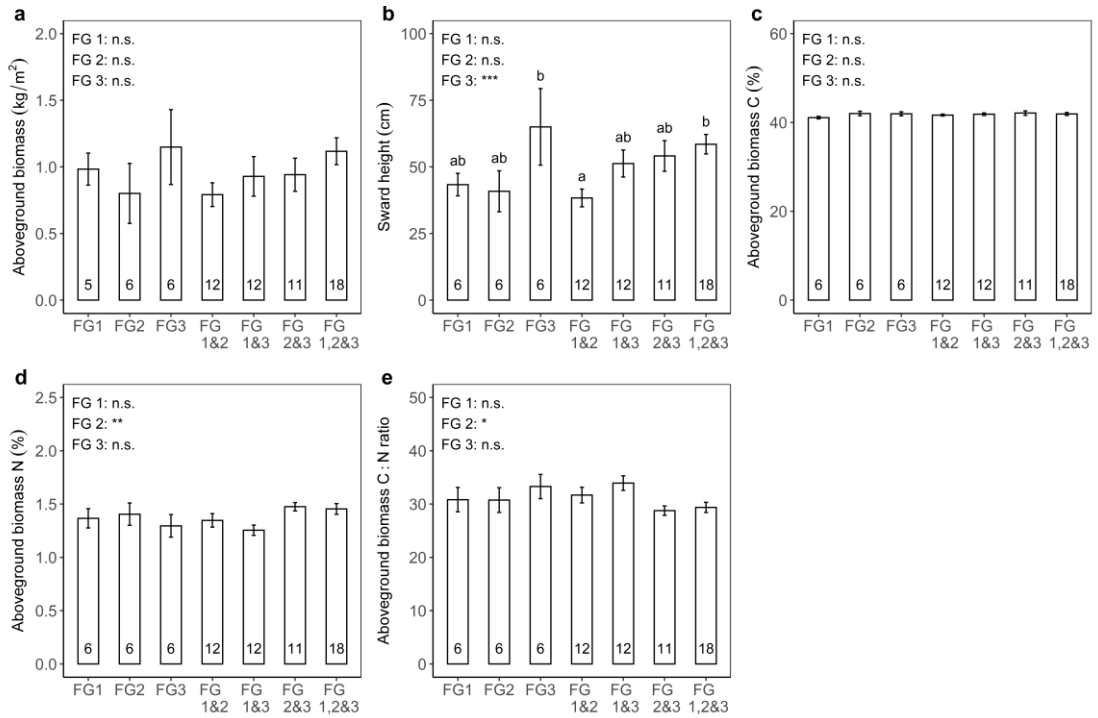 a
Aboveground biomass (kg/m²)
2.0
1.5
1.0
0.5
0.0
FG 1: n.s.
FG 2: n.s.
FG 3: n.s.
5 6 6 12 12 11 18
FG1 FG2 FG3 FG FG FG FG
1&2 1&3 2&3 1,2&3
b
Sward height (cm)
100
75
50
25
0
FG 1: n.s.
FG 2: n.s.
FG 3: ***
ab ab b a ab ab b
6 6 6 12 12 11 18
FG1 FG2 FG3 FG FG FG FG
1&2 1&3 2&3 1,2&3
c
Aboveground biomass C (%)
60
40
20
0
FG 1: n.s.
FG 2: n.s.
FG 3: n.s.
6 6 6 12 12 11 18
FG1 FG2 FG3 FG FG FG FG
1&2 1&3 2&3 1,2&3
d
Aboveground biomass N (%)
2.5
2.0
1.5
1.0
0.5
0.0
FG 1: n.s.
FG 2: **
FG 3: n.s.
6 6 6 12 12 11 18
FG1 FG2 FG3 FG FG FG FG
1&2 1&3 2&3 1,2&3
e
Aboveground biomass C : N ratio
50
40
30
20
10
0
FG 1: n.s.
FG 2: *
FG 3: n.s.
6 6 6 12 12 11 18
FG1 FG2 FG3 FG FG FG FG
1&2 1&3 2&3 1,2&3